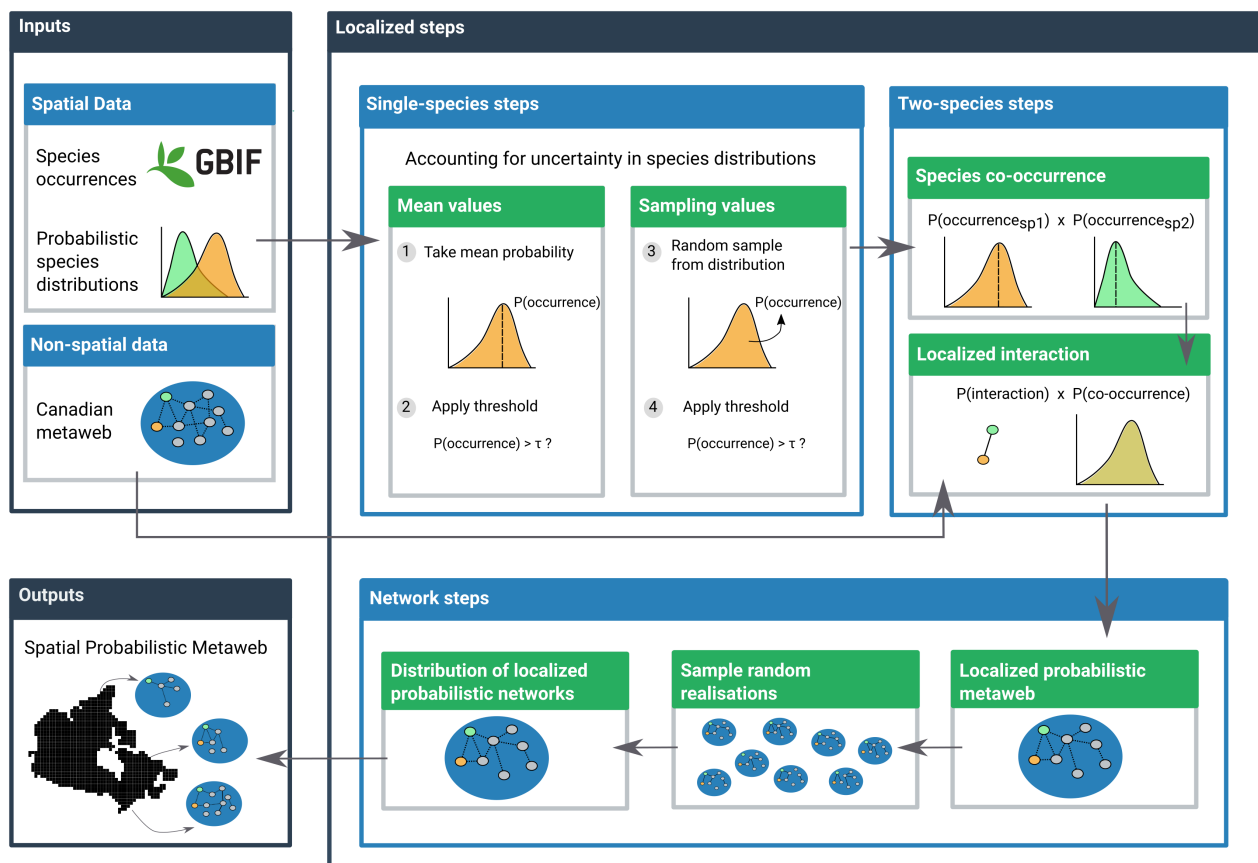 Inputs
Spatial Data
Species
occurrences
GBIF
Probabilistic
species
distributions
Non-spatial data
Canadian
metaweb
Localized steps
Single-species steps
Accounting for uncertainty in species distributions
Mean values
1 Take mean probability
P(occurrence)
2 Apply threshold
P(occurrence) > τ ?
Sampling values
3 Random sample
from distribution
P(occurrence)
4 Apply threshold
P(occurrence) > τ ?
Two-species steps
Species co-occurrence
P(occurrencesp1) x P(occurrencesp2)
Localized interaction
P(interaction) x P(co-occurrence)
Network steps
Localized probabilistic
metaweb
Sample random
realisations
Distribution of localized
probabilistic networks
Outputs
Spatial Probabilistic Metaweb